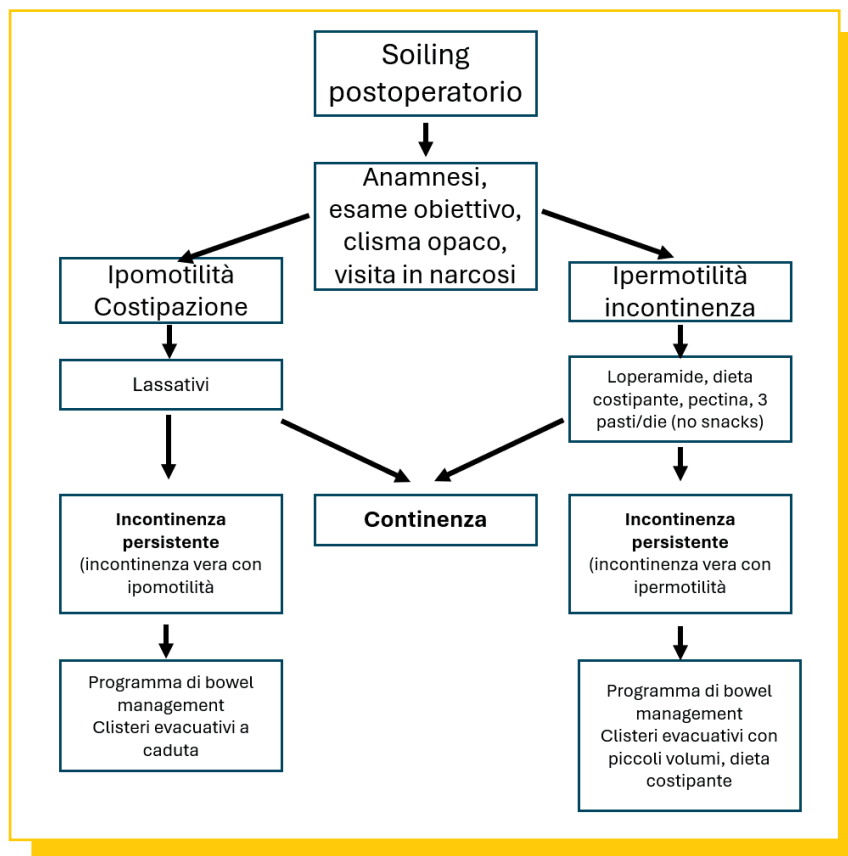 Soiling
postoperatorio
Anamnesi,
esame obiettivo,
clisma opaco,
visita in narcosi
Ipomotilità
Costipazione
Ipermotilità
incontinenza
Lassativi
Loperamide, dieta
costipante, pectina, 3
pasti/die (no snacks)
Incontinenza
persistente
(incontinenza vera con
ipomotilità
Continenza
Incontinenza
persistente
(incontinenza vera con
ipermotilità
Programma di bowel
management
Clisteri evacuativi a
caduta
Programma di bowel
management
Clisteri evacuativi con
piccoli volumi, dieta
costipante